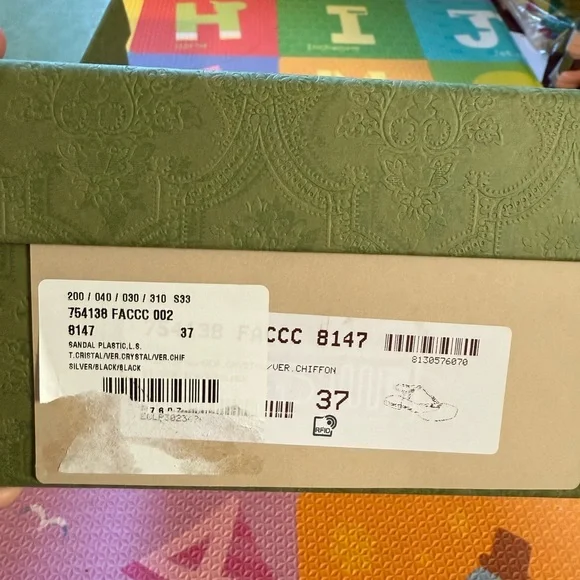 H I J
200 / 040 / 030 / 310 S33
754138 FACCC 002
8147 37
SANDAL PLASTIC,L.S.
T.CRISTAL/VER.CRYSTAL/VER.CHIF
SILVER/BLACK/BLACK
CCC 8147
8130576070
/VER.CHIFFON
37
RFID